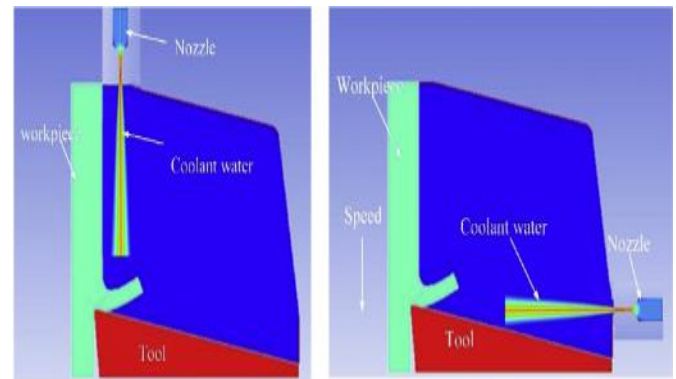 Nozzle
workpiece
Coolant water
Tool
Workpiece
Speed
Coolant water
Nozzle
Tool